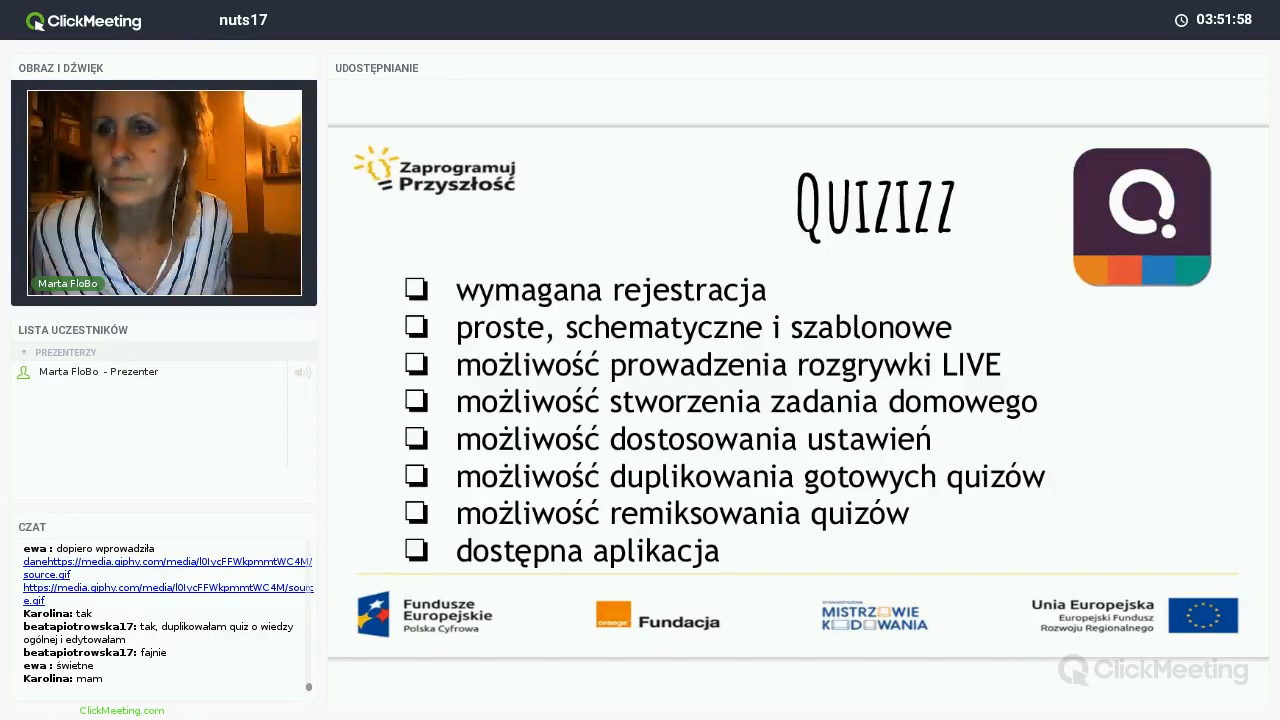 ClickMeeting
nuts17
03:51:58
OBRAZ I DŹWIĘK
UDOSTĘPNIANIE
Marta FloBo
LISTA UCZESTNIKÓW
PREZENTERZY
Marta FloBo - Prezenter
CZAT
ewa : dopiero wprowadziła
danehttps://media.giphy.com/media/l0IycFFWkpmmtWC4M/
source.gif
https://media.giphy.com/media/l0IycFFWkpmmtWC4M/sourc
e.gif
Karolina: tak
beatapiotrowska17: tak, duplikowałam quiz o wiedzy
ogólnej i edytowałam
beatapiotrowska17: fajnie
ewa : świetne
Karolina: mam
ClickMeeting.com
Zaprogramuj
Przyszłość
QUIZIZZ
Q
wymagana rejestracja
proste, schematyczne i szablonowe
możliwość prowadzenia rozgrywki LIVE
możliwość stworzenia zadania domowego
możliwość dostosowania ustawień
możliwość duplikowania gotowych quizów
możliwość remiksowania quizów
dostępna aplikacja
Fundusze
Europejskie
Polska Cyfrowa
orange
Fundacja
STOWARZYSZENIE
MISTRZOWIE
KODOWANIA
Unia Europejska
Europejski Fundusz
Rozwoju Regionalnego
ClickMeeting